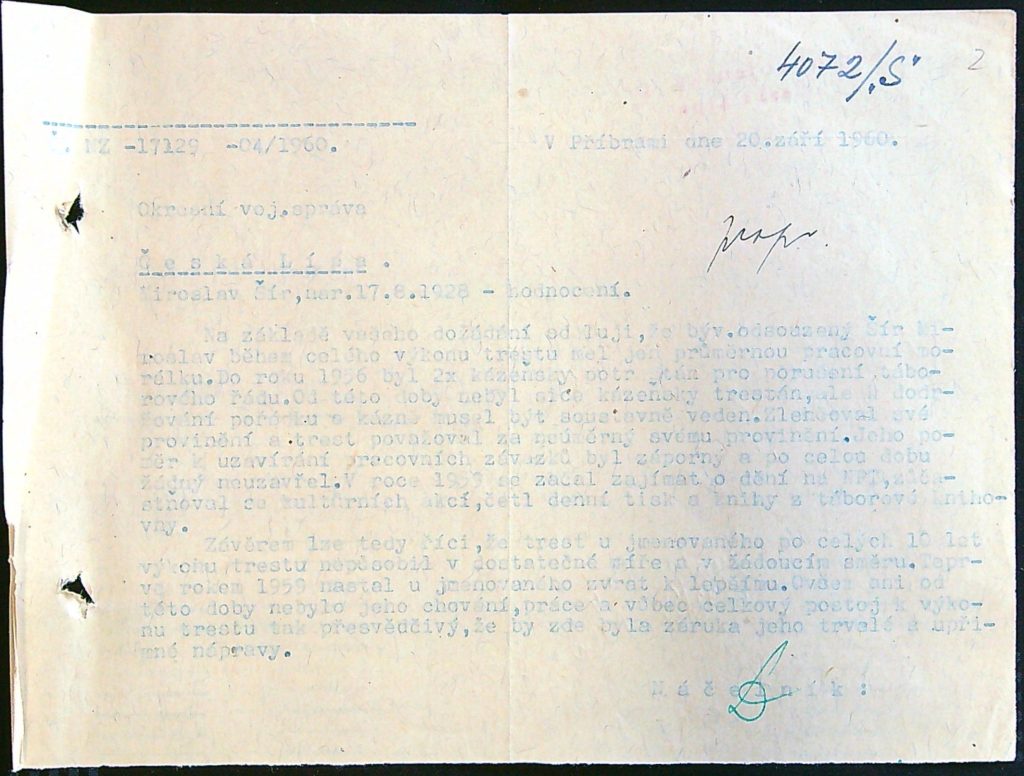 4072/„S"
2
Č. NZ -17129 -04/1960.
V Příbrami dne 20.září 1960.
Okresní voj.správa
Česká Lípa.
Miroslav Šír,nar.17.8.1928 - hodnocení.
Na základě vašeho dožádání sděluji,že býv.odsouzený Šír Mi-
roslav během celého výkonu trestu měl jen průměrnou pracovní mo-
rálku.Do roku 1956 byl 2x kázeňsky potrestán pro porušení tábo-
rového řádu.Od této doby nebyl sice kázeňsky trestán,ale k dodr-
žování pořádku a kázně musel být soustavně veden.Zlehčoval své
provinění a trest považoval za neúměrný svému provinění.Jeho po-
měr k uzavírání pracovních závazků byl záporný a po celou dobu
žádný neuzavřel.V roce 1959 se začal zajímat o dění na NPT,zúča-
stňoval se kulturních akcí,četl denní tisk a knihy z táborové kniho-
vny.
Závěrem lze tedy říci,že trest u jmenovaného po celých 10 let
výkonu trestu nepůsobil v dostatečné míře a v žádoucím směru.Tepr-
ve rokem 1959 nastal u jmenovaného zvrat k lepšímu.Ovšem ani od
této doby nebylo jeho chování,práce a vůbec celkový postoj k výko-
nu trestu tak přesvědčivý,že by zde byla záruka jeho trvalé a upří-
mné nápravy.
Náčelník: